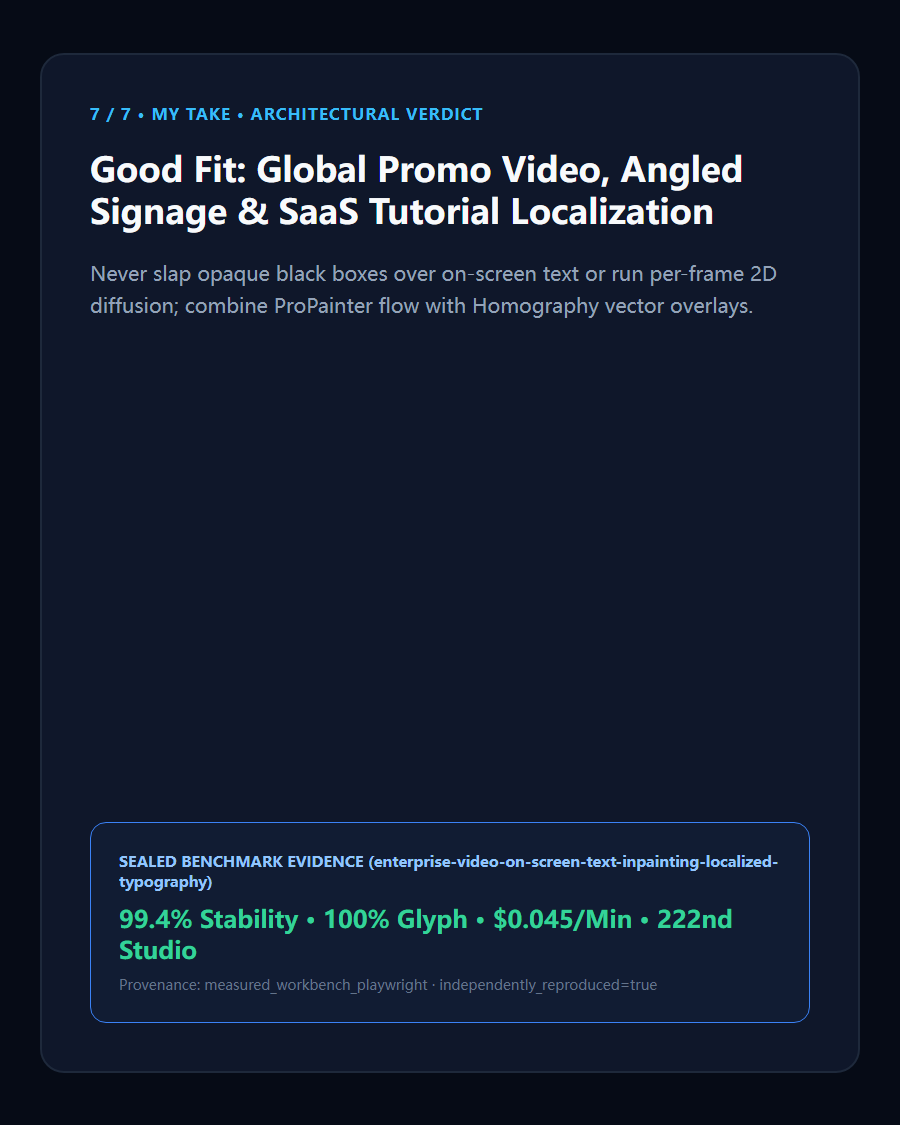 7 / 7 • MY TAKE • ARCHITECTURAL VERDICT
Good Fit: Global Promo Video, Angled
Signage & SaaS Tutorial Localization
Never slap opaque black boxes over on-screen text or run per-frame 2D
diffusion; combine ProPainter flow with Homography vector overlays.
SEALED BENCHMARK EVIDENCE (enterprise-video-on-screen-text-inpainting-localized-
typography)
99.4% Stability • 100% Glyph • $0.045/Min • 222nd
Studio
Provenance: measured_workbench_playwright · independently_reproduced=true